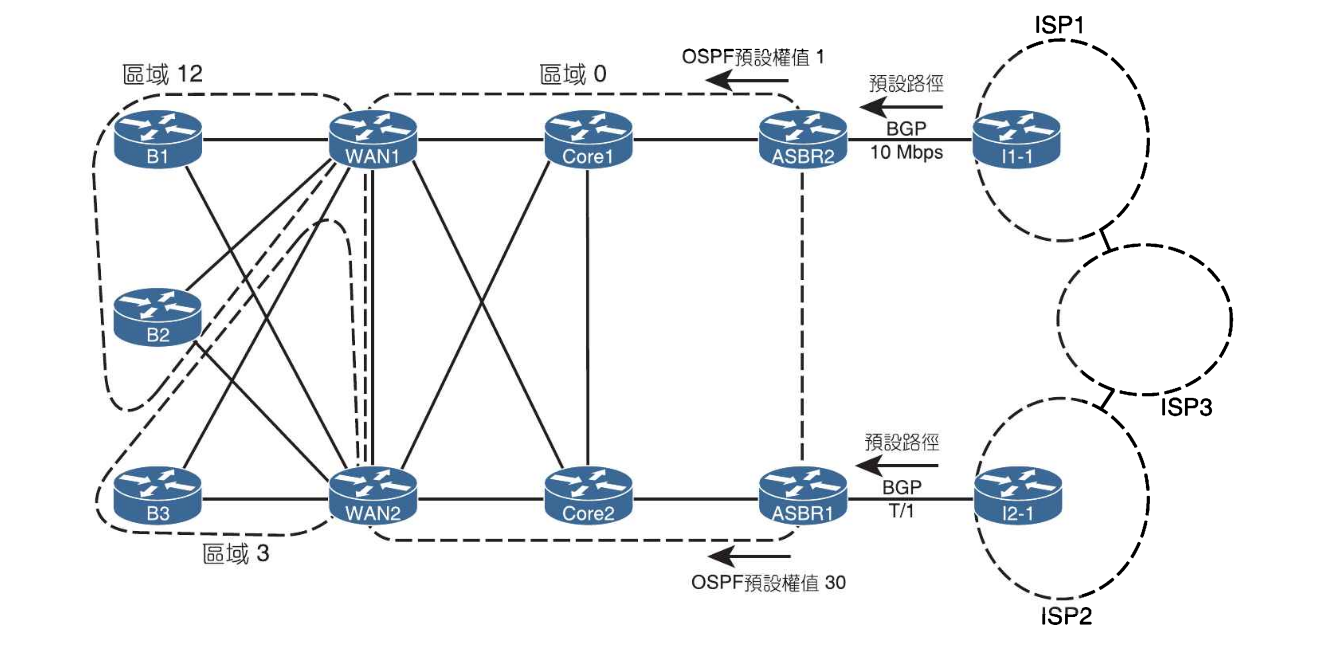 ISP1
OSPF預設權值 1
區域 12
區域 0
預設路徑
BGP
10 Mbps
B1
WAN1
Core1
ASBR2
I1-1
B2
ISP3
預設路徑
BGP
T/1
B3
WAN2
Core2
ASBR1
I2-1
區域 3
OSPF預設權值 30
ISP2